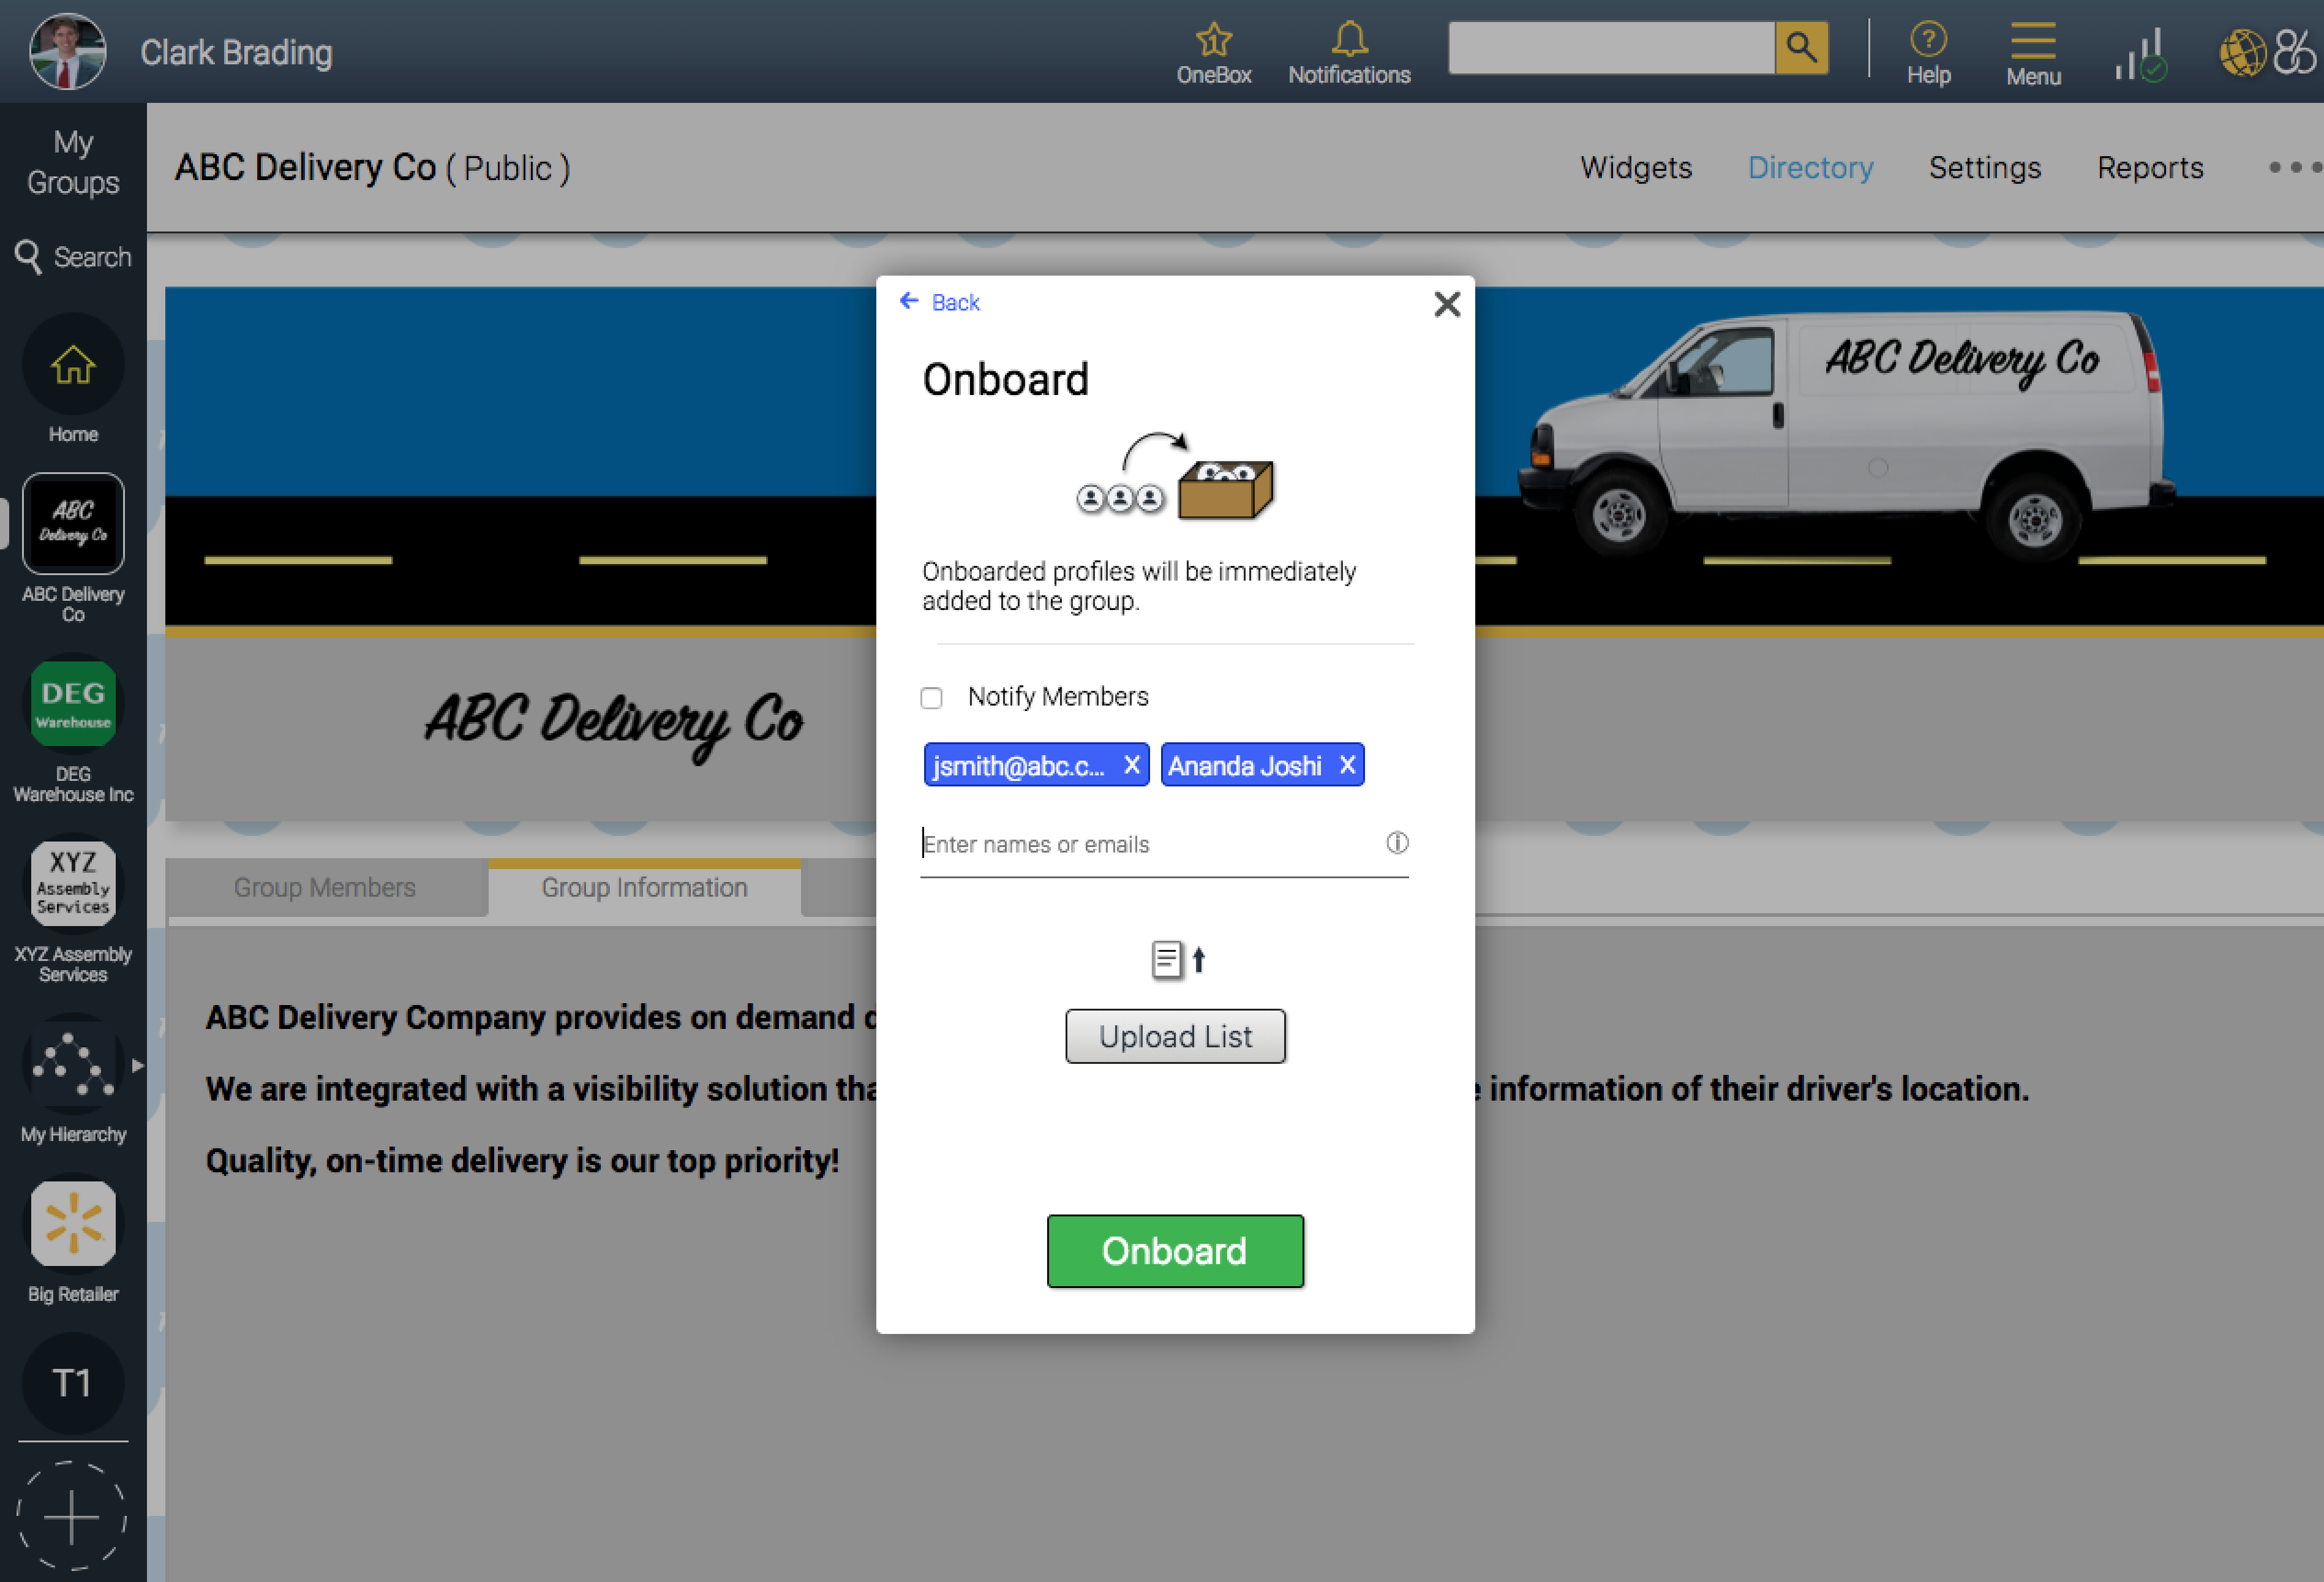 Clark Brading
OneBox
Notifications
Help
Menu
86
My
Groups
Search
Home
ABC
Delivery Co
ABC Delivery
Co
DEG
Warehouse
DEG
Warehouse Inc
XYZ
Assembly
Services
XYZ Assembly
Services
My Hierarchy
Big Retailer
T1
ABC Delivery Co ( Public )
Widgets
Directory
Settings
Reports
ABC Delivery Co
ABC Delivery Co
Group Members
Group Information
ABC Delivery Company provides on demand
We are integrated with a visibility solution
information of their driver's location.
Quality, on-time delivery is our top priority!
Back
Onboard
Onboarded profiles will be immediately
added to the group.
Notify Members
jsmith@abc.c... X
Ananda Joshi X
Enter names or emails
Upload List
Onboard